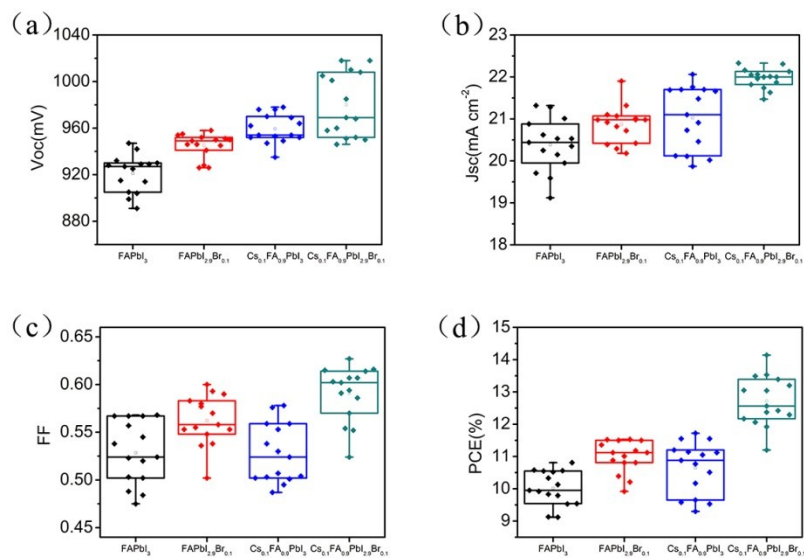 (a)
Voc(mV)
1040
1000
960
920
880
FAPbI₃
FAPbI₂.₉Br₀.₁
Cs₀.₁FA₀.₉PbI₃
Cs₀.₁FA₀.₉PbI₂.₉Br₀.₁
(b)
Jsc(mA cm⁻²)
23
22
21
20
19
18
FAPbI₃
FAPbI₂.₉Br₀.₁
Cs₀.₁FA₀.₉PbI₃
Cs₀.₁FA₀.₉PbI₂.₉Br₀.₁
(c)
FF
0.65
0.60
0.55
0.50
0.45
FAPbI₃
FAPbI₂.₉Br₀.₁
Cs₀.₁FA₀.₉PbI₃
Cs₀.₁FA₀.₉PbI₂.₉Br₀.₁
(d)
PCE(%)
15
14
13
12
11
10
9
FAPbI₃
FAPbI₂.₉Br₀.₁
Cs₀.₁FA₀.₉PbI₃
Cs₀.₁FA₀.₉PbI₂.₉Br₀.₁